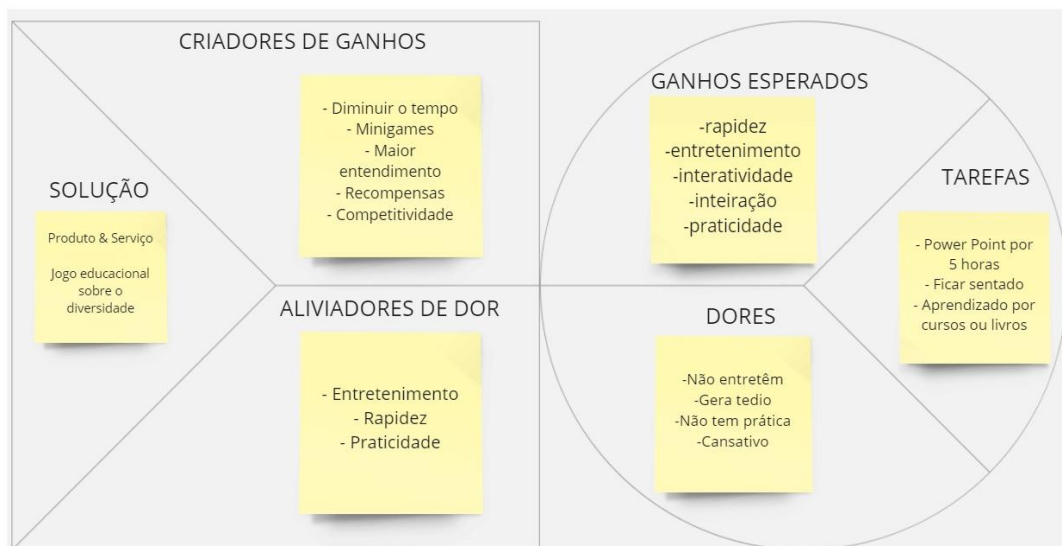 CRIADORES DE GANHOS
- Diminuir o tempo
- Minigames
- Maior
entendimento
- Recompensas
- Competitividade
GANHOS ESPERADOS
-rapidez
-entretenimento
-interatividade
-inteiração
-praticidade
SOLUÇÃO
Produto & Serviço
Jogo educacional
sobre o
diversidade
TAREFAS
- Power Point por
5 horas
- Ficar sentado
- Aprendizado por
cursos ou livros
ALIVIADORES DE DOR
- Entretenimento
- Rapidez
- Praticidade
DORES
-Não entretêm
-Gera tedio
-Não tem prática
-Cansativo